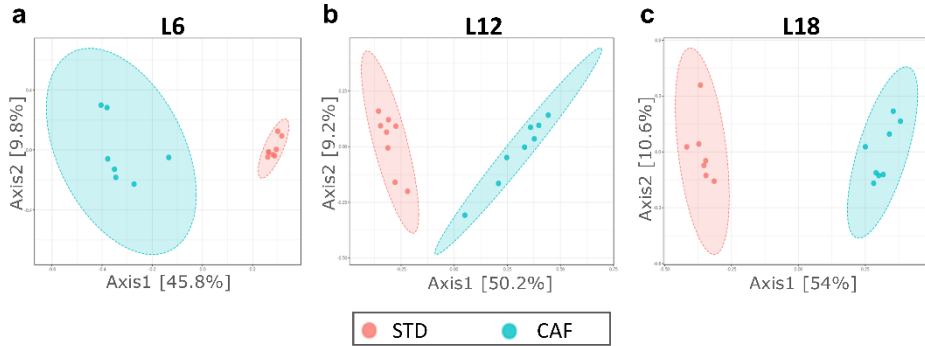 a L6
b L12
c L18
Axis2 [9.8%]
Axis1 [45.8%]
Axis2 [9.2%]
Axis1 [50.2%]
Axis2 [10.6%]
Axis1 [54%]
STD CAF